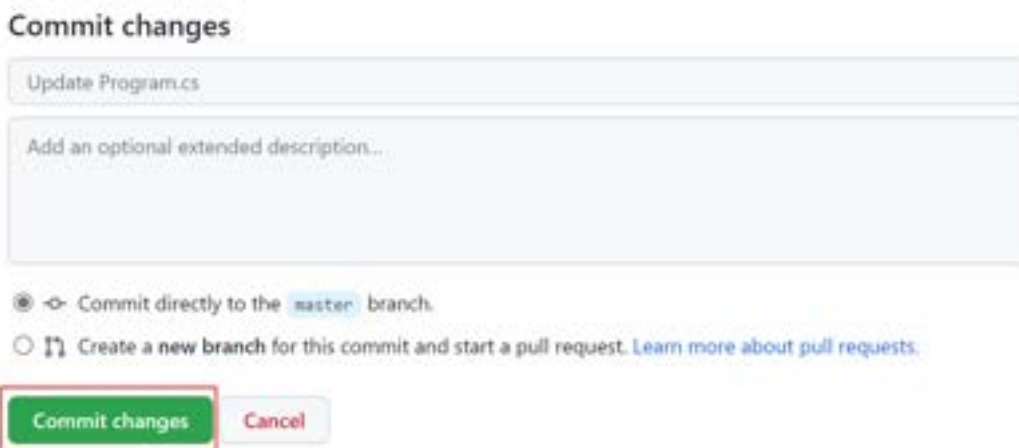 Commit changes
Update Program.cs
Add an optional extended description...
Commit directly to the master branch.
Create a new branch for this commit and start a pull request. Learn more about pull requests.
Commit changes Cancel